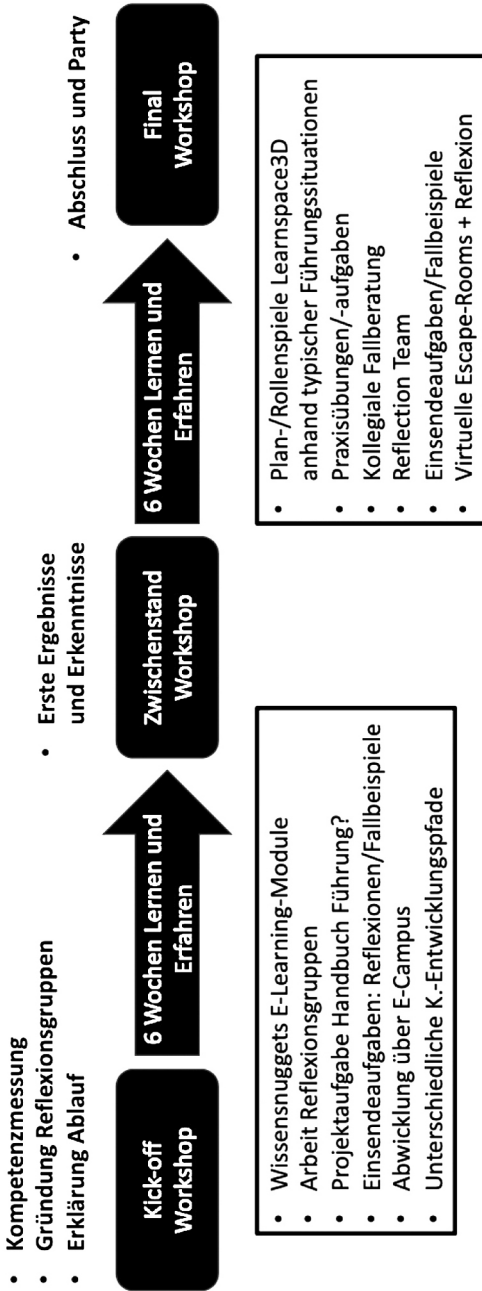 • Kompetenzmessung
• Gründung Reflexionsgruppen
• Erklärung Ablauf
Kick-off
Workshop
6 Wochen Lernen und
Erfahren
• Wissensnuggets E-Learning-Module
• Arbeit Reflexionsgruppen
• Projektaufgabe Handbuch Führung?
• Einsendeaufgaben: Reflexionen/Fallbeispiele
• Abwicklung über E-Campus
• Unterschiedliche K.-Entwicklungspfade
• Erste Ergebnisse
und Erkenntnisse
Zwischenstand
Workshop
6 Wochen Lernen und
Erfahren
• Plan-/Rollenspiele Learnspace3D
anhand typischer Führungssituationen
• Praxisübungen/-aufgaben
• Kollegiale Fallberatung
• Reflection Team
• Einsendeaufgaben/Fallbeispiele
• Virtuelle Escape-Rooms + Reflexion
• Abschluss und Party
Final
Workshop